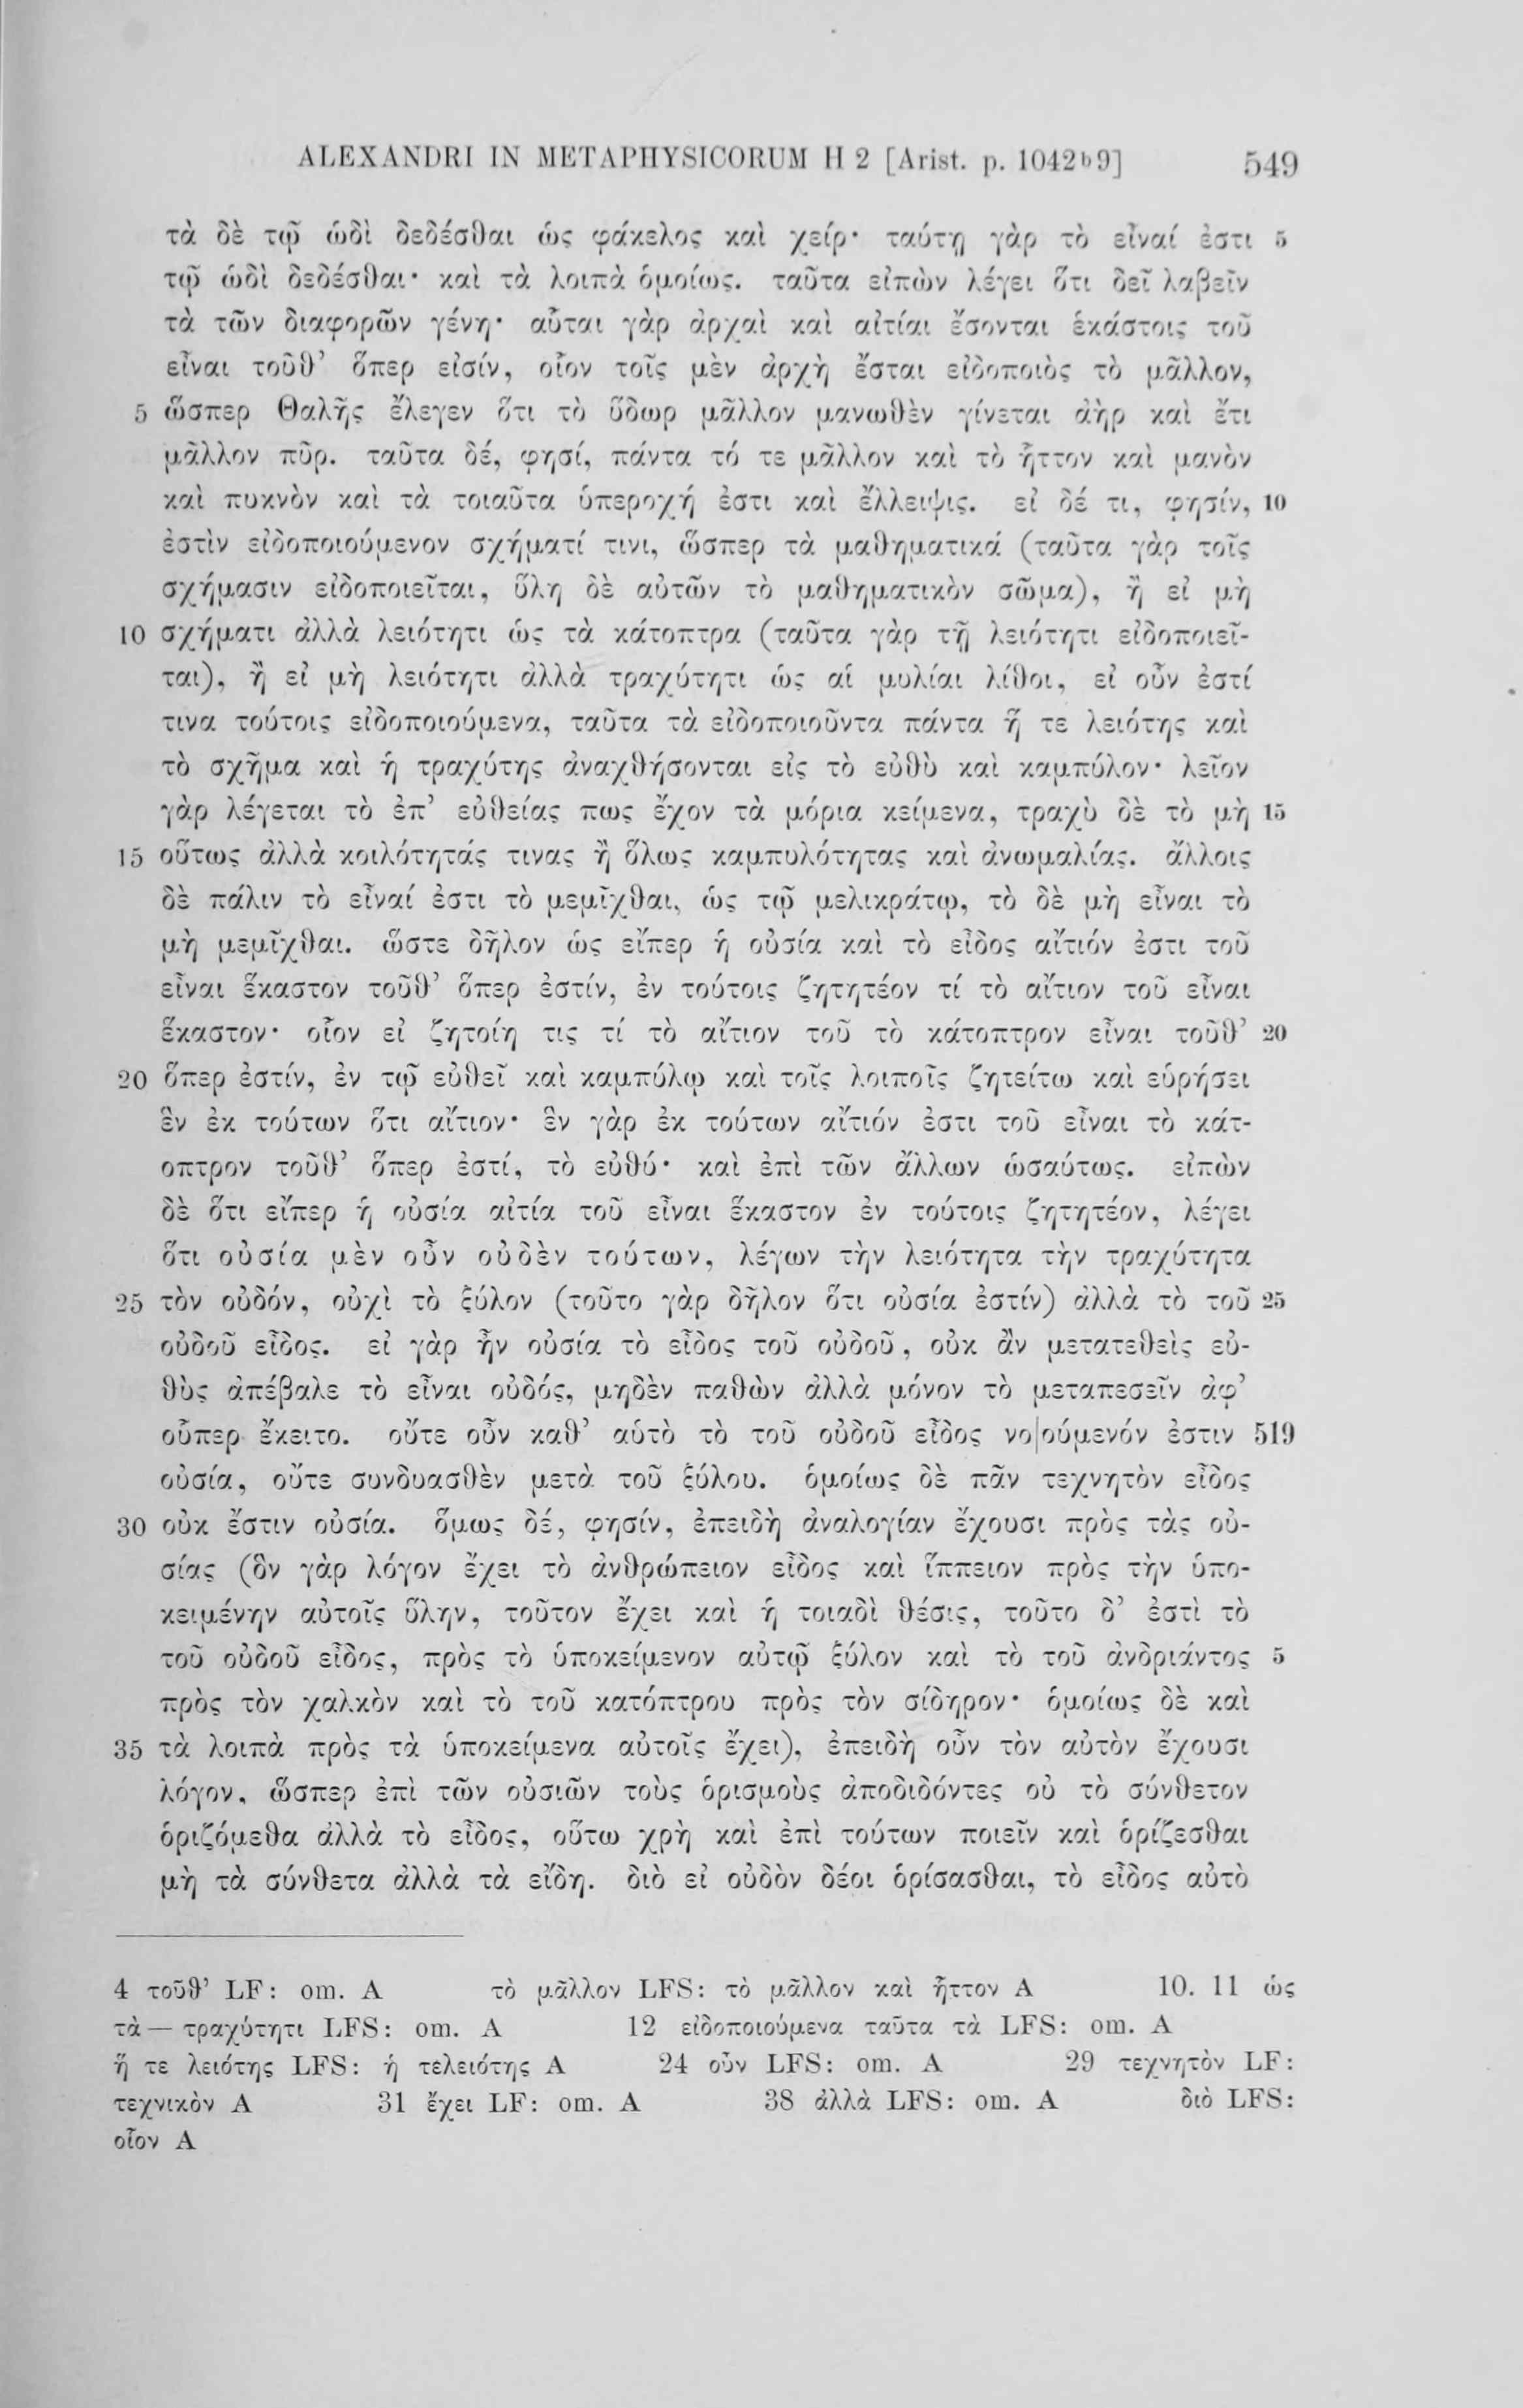 ALEXANDRI IN METAPHYSICORUM H 2 [Arist. p. 1042b9] 549
τὰ δὲ τῷ ὡδὶ δεδέσθαι ὡς φάκελος καὶ χείρ· ταύτῃ γὰρ τὸ εἶναί ἐστι 5
τῷ ὡδὶ δεδέσθαι· καὶ τὰ λοιπὰ ὁμοίως. ταῦτα εἰπὼν λέγει ὅτι δεῖ λαβεῖν
τὰ τῶν διαφορῶν γένη· αὗται γὰρ ἀρχαὶ καὶ αἰτίαι ἔσονται ἑκάστοις τοῦ
εἶναι τοῦθ' ὅπερ εἰσίν, οἷον τοῖς μὲν ἀρχὴ ἔσται εἰδοποιὸς τὸ μᾶλλον,
5 ὥσπερ Θαλῆς ἔλεγεν ὅτι τὸ ὕδωρ μᾶλλον μανωθὲν γίνεται ἀὴρ καὶ ἔτι
μᾶλλον πῦρ. ταῦτα δέ, φησί, πάντα τό τε μᾶλλον καὶ τὸ ἧττον καὶ μανὸν
καὶ πυκνὸν καὶ τὰ τοιαῦτα ὑπεροχή ἐστι καὶ ἔλλειψις. εἰ δέ τι, φησίν, 10
ἐστὶν εἰδοποιούμενον σχήματί τινι, ὥσπερ τὰ μαθηματικά (ταῦτα γὰρ τοῖς
σχήμασιν εἰδοποιεῖται, ὕλη δὲ αὐτῶν τὸ μαθηματικὸν σῶμα), ἢ εἰ μὴ
10 σχήματι ἀλλὰ λειότητι ὡς τὰ κάτοπτρα (ταῦτα γὰρ τῇ λειότητι εἰδοποιεῖ-
ται), ἢ εἰ μὴ λειότητι ἀλλὰ τραχύτητι ὡς αἱ μυλίαι λίθοι, εἰ οὖν ἐστί
τινα τούτοις εἰδοποιούμενα, ταῦτα τὰ εἰδοποιοῦντα πάντα ἥ τε λειότης καὶ
τὸ σχῆμα καὶ ἡ τραχύτης ἀναχθήσονται εἰς τὸ εὐθὺ καὶ καμπύλον· λεῖον
γὰρ λέγεται τὸ ἐπ' εὐθείας πως ἔχον τὰ μόρια κείμενα, τραχὺ δὲ τὸ μὴ 15
15 οὕτως ἀλλὰ κοιλότητάς τινας ἢ ὅλως καμπυλότητας καὶ ἀνωμαλίας. ἄλλοις
δὲ πάλιν τὸ εἶναί ἐστι τὸ μεμῖχθαι, ὡς τῷ μελικράτῳ, τὸ δὲ μὴ εἶναι τὸ
μὴ μεμῖχθαι. ὥστε δῆλον ὡς εἴπερ ἡ οὐσία καὶ τὸ εἶδος αἴτιόν ἐστι τοῦ
εἶναι ἕκαστον τοῦθ' ὅπερ ἐστίν, ἐν τούτοις ζητητέον τί τὸ αἴτιον τοῦ εἶναι
ἕκαστον· οἷον εἰ ζητοίη τις τί τὸ αἴτιον τοῦ τὸ κάτοπτρον εἶναι τοῦθ' 20
20 ὅπερ ἐστίν, ἐν τῷ εὐθεῖ καὶ καμπύλῳ καὶ τοῖς λοιποῖς ζητείτω καὶ εὑρήσει
ἓν ἐκ τούτων ὅτι αἴτιον· ἓν γὰρ ἐκ τούτων αἴτιόν ἐστι τοῦ εἶναι τὸ κάτ-
οπτρον τοῦθ' ὅπερ ἐστί, τὸ εὐθύ· καὶ ἐπὶ τῶν ἄλλων ὡσαύτως. εἰπὼν
δὲ ὅτι εἴπερ ἡ οὐσία αἰτία τοῦ εἶναι ἕκαστον ἐν τούτοις ζητητέον, λέγει
ὅτι οὐσία μὲν οὖν οὐδὲν τούτων, λέγων τὴν λειότητα τὴν τραχύτητα
25 τὸν οὐδόν, οὐχὶ τὸ ξύλον (τοῦτο γὰρ δῆλον ὅτι οὐσία ἐστίν) ἀλλὰ τὸ τοῦ 25
οὐδοῦ εἶδος. εἰ γὰρ ἦν οὐσία τὸ εἶδος τοῦ οὐδοῦ, οὐκ ἂν μετατεθεὶς εὐ-
θὺς ἀπέβαλε τὸ εἶναι οὐδός, μηδὲν παθὼν ἀλλὰ μόνον τὸ μεταπεσεῖν ἀφ'
οὗπερ ἔκειτο. οὔτε οὖν καθ' αὑτὸ τὸ τοῦ οὐδοῦ εἶδος νο|ούμενόν ἐστιν 519
οὐσία, οὔτε συνδυασθὲν μετὰ τοῦ ξύλου. ὁμοίως δὲ πᾶν τεχνητὸν εἶδος
30 οὐκ ἔστιν οὐσία. ὅμως δέ, φησίν, ἐπειδὴ ἀναλογίαν ἔχουσι πρὸς τὰς οὐ-
σίας (ὃν γὰρ λόγον ἔχει τὸ ἀνθρώπειον εἶδος καὶ ἵππειον πρὸς τὴν ὑπο-
κειμένην αὐτοῖς ὕλην, τοῦτον ἔχει καὶ ἡ τοιαδὶ θέσις, τοῦτο δ' ἐστὶ τὸ
τοῦ οὐδοῦ εἶδος, πρὸς τὸ ὑποκείμενον αὐτῷ ξύλον καὶ τὸ τοῦ ἀνδριάντος 5
πρὸς τὸν χαλκὸν καὶ τὸ τοῦ κατόπτρου πρὸς τὸν σίδηρον· ὁμοίως δὲ καὶ
35 τὰ λοιπὰ πρὸς τὰ ὑποκείμενα αὐτοῖς ἔχει), ἐπειδὴ οὖν τὸν αὐτὸν ἔχουσι
λόγον, ὥσπερ ἐπὶ τῶν οὐσιῶν τοὺς ὁρισμοὺς ἀποδιδόντες οὐ τὸ σύνθετον
ὁριζόμεθα ἀλλὰ τὸ εἶδος, οὕτω χρὴ καὶ ἐπὶ τούτων ποιεῖν καὶ ὁρίζεσθαι
μὴ τὰ σύνθετα ἀλλὰ τὰ εἴδη. διὸ εἰ οὐδὸν δέοι ὁρίσασθαι, τὸ εἶδος αὐτὸ
4 τοῦθ' LF: om. A τὸ μᾶλλον LFS: τὸ μᾶλλον καὶ ἧττον A 10. 11 ὡς
τὰ — τραχύτητι LFS: om. A 12 εἰδοποιούμενα ταῦτα τὰ LFS: om. A
ἥ τε λειότης LFS: ἡ τελειότης A 24 οὖν LFS: om. A 29 τεχνητὸν LF:
τεχνικὸν A 31 ἔχει LF: om. A 38 ἀλλὰ LFS: om. A διὸ LFS:
οἷον A